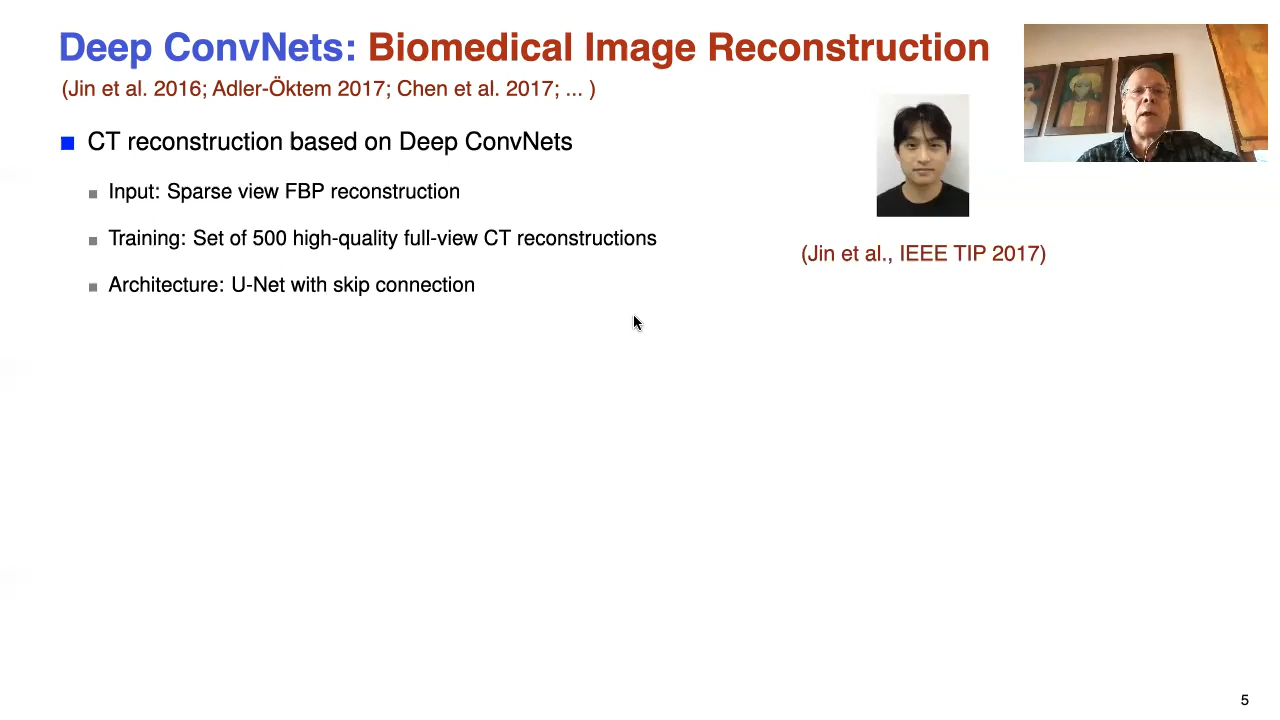 Deep ConvNets: Biomedical Image Reconstruction
(Jin et al. 2016; Adler-Öktem 2017; Chen et al. 2017; ... )
CT reconstruction based on Deep ConvNets
Input: Sparse view FBP reconstruction
Training: Set of 500 high-quality full-view CT reconstructions
Architecture: U-Net with skip connection
(Jin et al., IEEE TIP 2017)
5